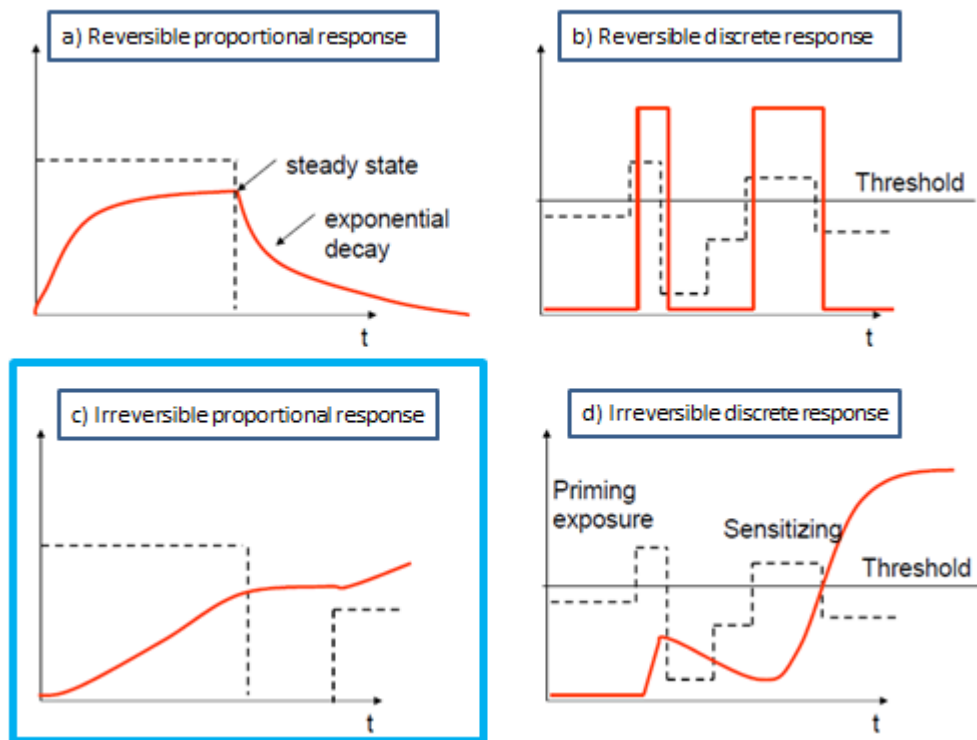 a) Reversible proportional response
steady state
exponential
decay
t
b) Reversible discrete response
Threshold
t
c) Irreversible proportional response
t
d) Irreversible discrete response
Priming
exposure
Sensitizing
Threshold
t